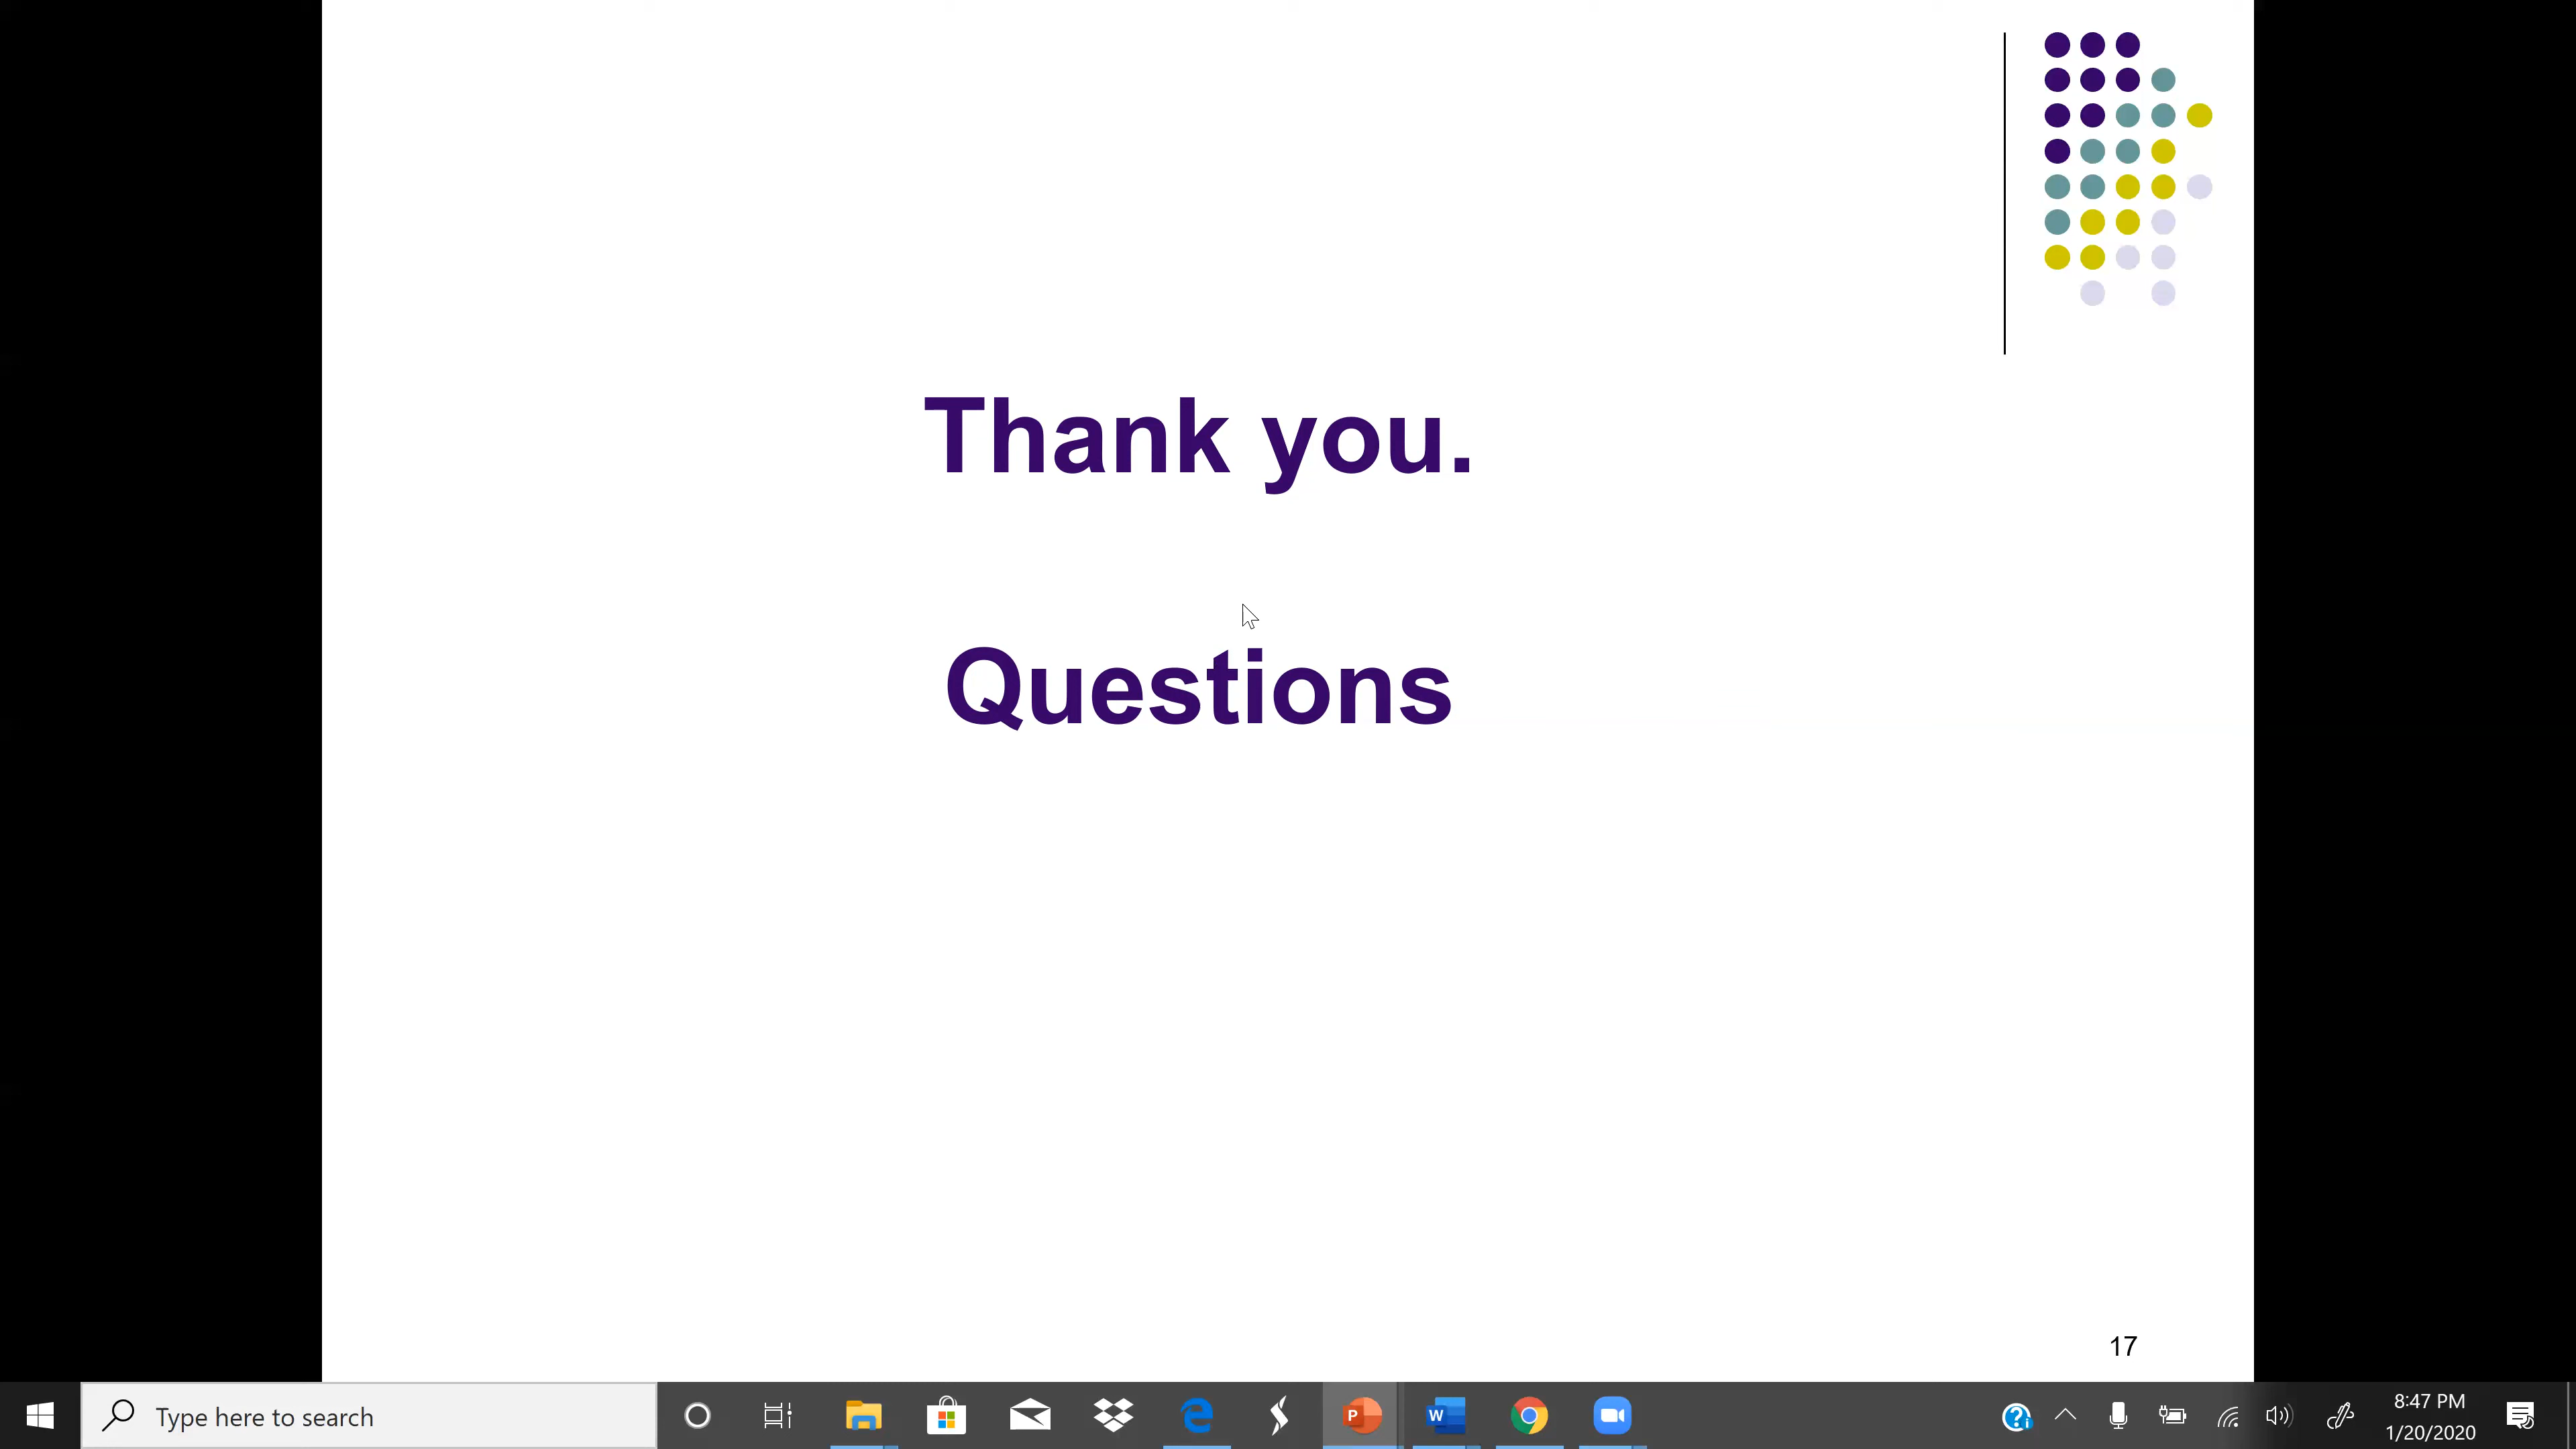 Thank you.
Questions
17
Type here to search
8:47 PM
1/20/2020